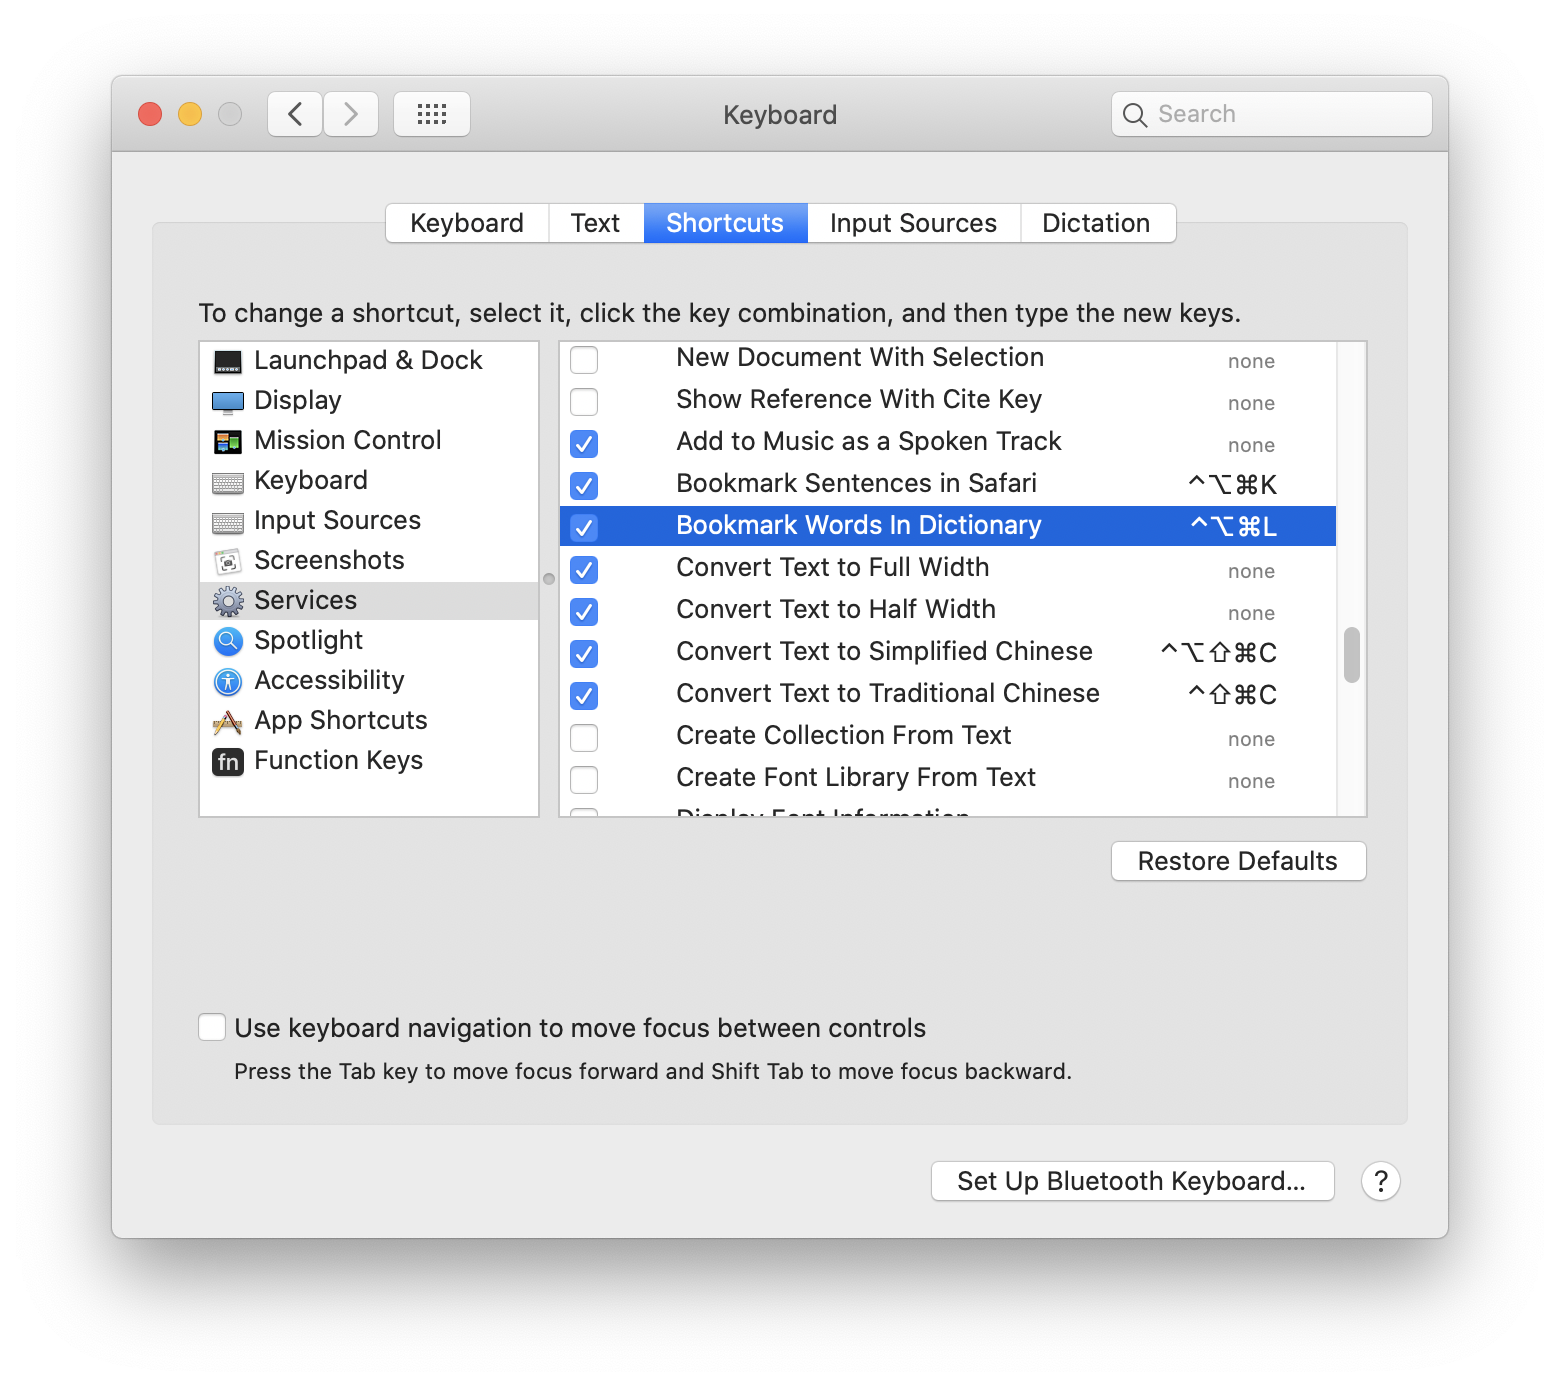 Keyboard
Search
Keyboard
Text
Shortcuts
Input Sources
Dictation
To change a shortcut, select it, click the key combination, and then type the new keys.
Launchpad & Dock
Display
Mission Control
Keyboard
Input Sources
Screenshots
Services
Spotlight
Accessibility
App Shortcuts
fn Function Keys
New Document With Selection none
Show Reference With Cite Key none
Add to Music as a Spoken Track none
Bookmark Sentences in Safari ^⌥⌘K
Bookmark Words In Dictionary ^⌥⌘L
Convert Text to Full Width none
Convert Text to Half Width none
Convert Text to Simplified Chinese ^⌥⇧⌘C
Convert Text to Traditional Chinese ^⇧⌘C
Create Collection From Text none
Create Font Library From Text none
Display Font Information
Restore Defaults
Use keyboard navigation to move focus between controls
Press the Tab key to move focus forward and Shift Tab to move focus backward.
Set Up Bluetooth Keyboard...
?